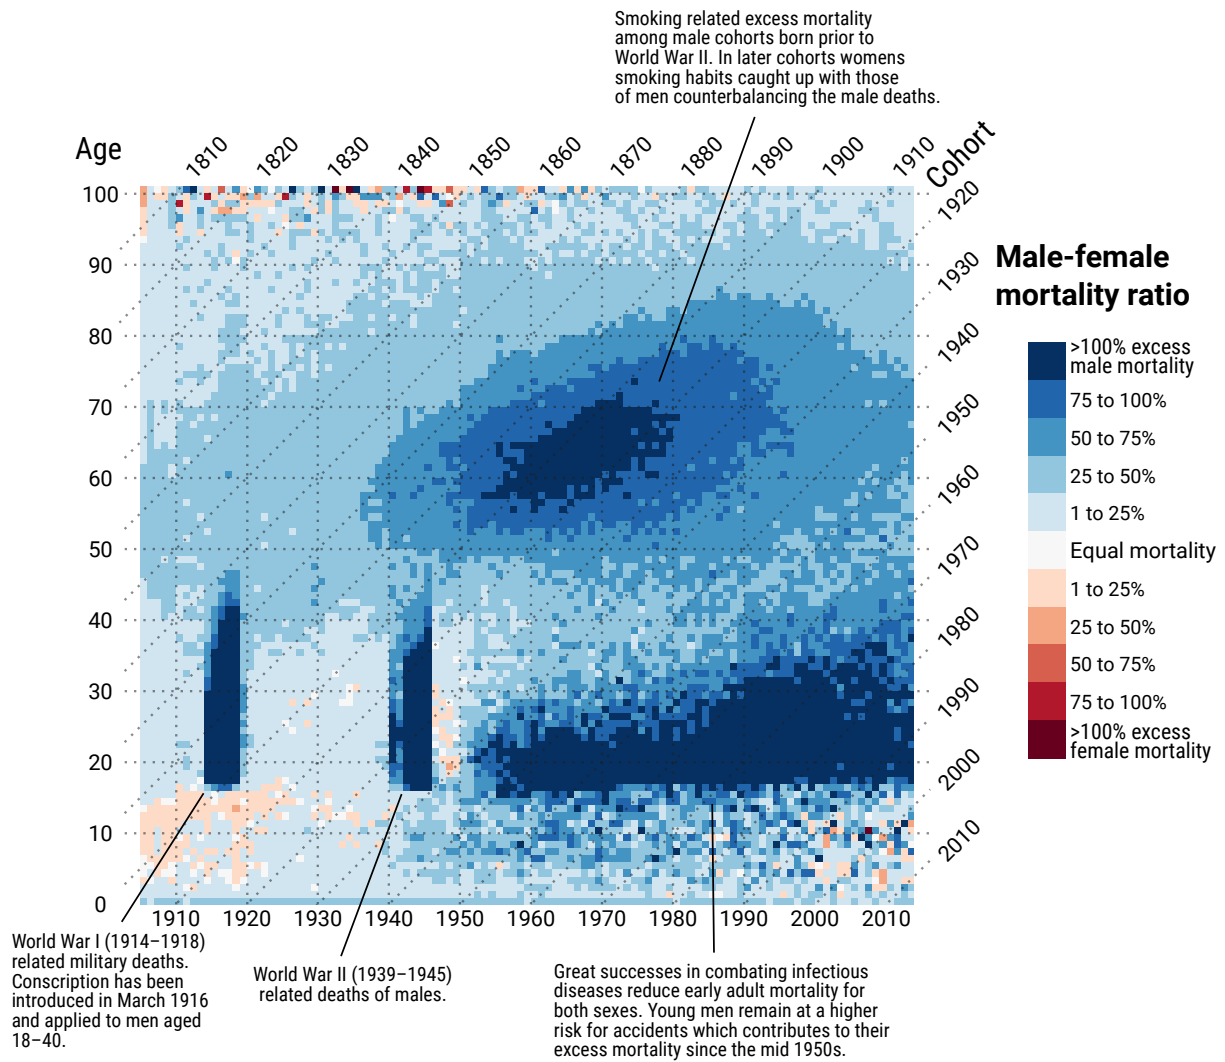 Smoking related excess mortality
among male cohorts born prior to
World War II. In later cohorts womens
smoking habits caught up with those
of men counterbalancing the male deaths.
Age
1810
1820
1830
1840
1850
1860
1870
1880
1890
1900
1910
Cohort
1920
1930
1940
1950
1960
1970
1980
1990
2000
2010
100
90
80
70
60
50
40
30
20
10
0
1910
1920
1930
1940
1950
1960
1970
1980
1990
2000
2010
Male-female
mortality ratio
>100% excess
male mortality
75 to 100%
50 to 75%
25 to 50%
1 to 25%
Equal mortality
1 to 25%
25 to 50%
50 to 75%
75 to 100%
>100% excess
female mortality
World War I (1914–1918)
related military deaths.
Conscription has been
introduced in March 1916
and applied to men aged
18–40.
World War II (1939–1945)
related deaths of males.
Great successes in combating infectious
diseases reduce early adult mortality for
both sexes. Young men remain at a higher
risk for accidents which contributes to their
excess mortality since the mid 1950s.